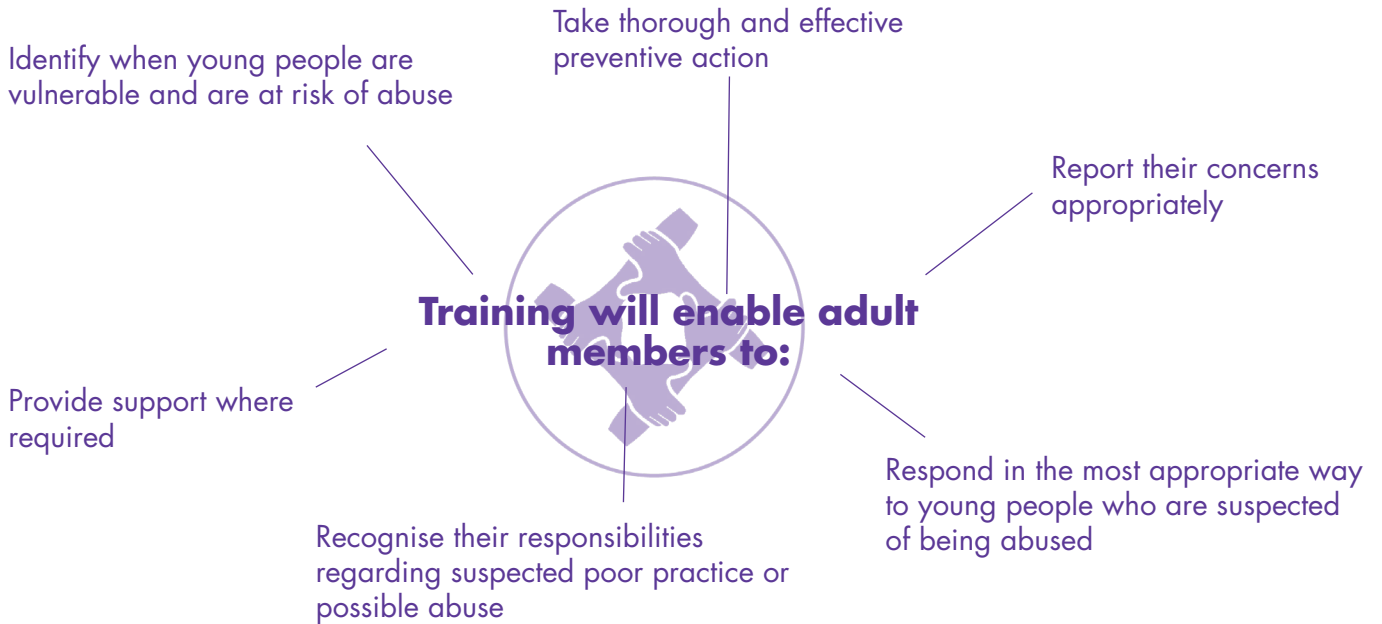 Take thorough and effective
preventive action
Identify when young people are
vulnerable and are at risk of abuse
Report their concerns
appropriately
Training will enable adult
members to:
Provide support where
required
Respond in the most appropriate way
to young people who are suspected
of being abused
Recognise their responsibilities
regarding suspected poor practice or
possible abuse